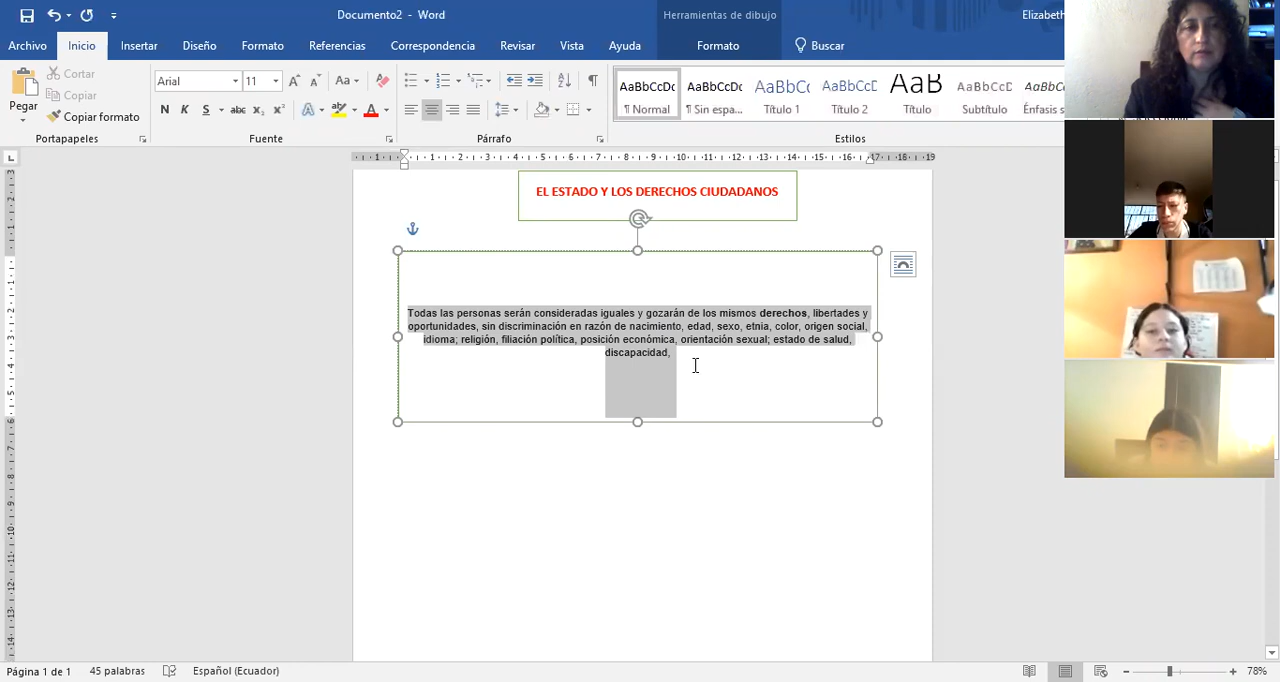 Documento2 - Word
Herramientas de dibujo
Elizabeth
Archivo Inicio Insertar Diseño Formato Referencias Correspondencia Revisar Vista Ayuda Formato Buscar
Pegar
Cortar
Copiar
Copiar formato
Portapapeles
Arial 11
N K S abc x₂ x²
Fuente
Párrafo
AaBbCcDc AaBbCcDc AaBbCc AaBbCc AaB AaBbCcD
¶ Normal ¶ Sin espa... Título 1 Título 2 Título Subtítulo Énfasis s
Estilos
EL ESTADO Y LOS DERECHOS CIUDADANOS
Todas las personas serán consideradas iguales y gozarán de los mismos derechos, libertades y
oportunidades, sin discriminación en razón de nacimiento, edad, sexo, etnia, color, origen social,
idioma; religión, filiación política, posición económica, orientación sexual; estado de salud,
discapacidad,
Página 1 de 1 45 palabras Español (Ecuador) 78%